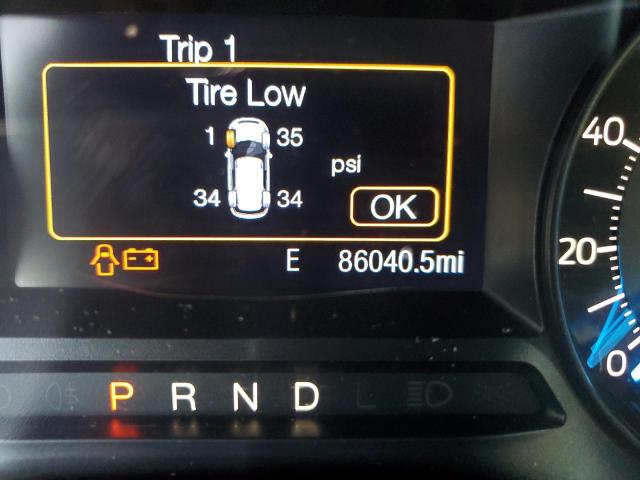 Trip 1
Tire Low
1 35
psi
34 34
OK
E 86040.5mi
40
20
0
P R N D L